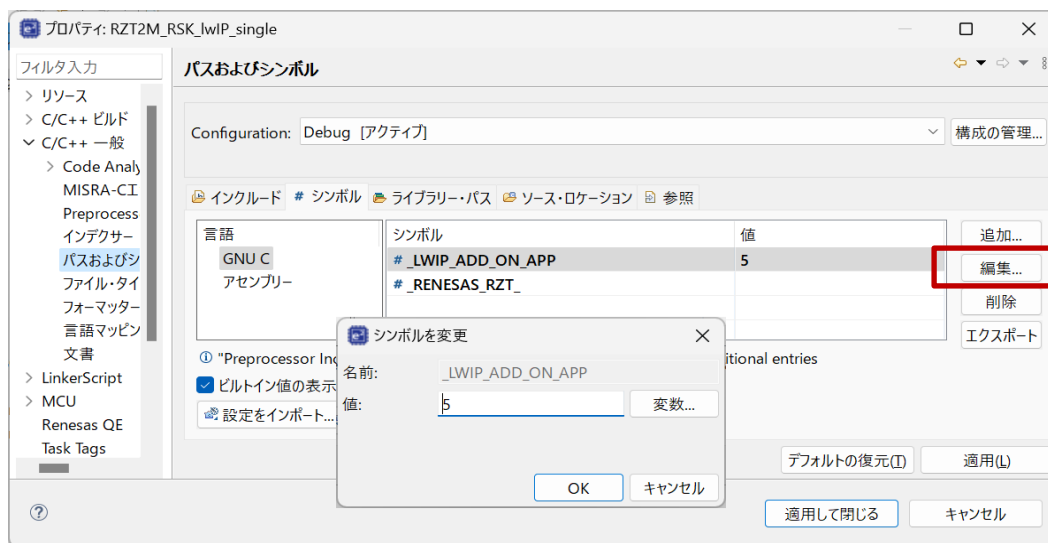 プロパティ: RZT2M_RSK_lwIP_single
フィルタ入力
パスおよびシンボル
リソース
C/C++ ビルド
C/C++ 一般
Code Analy
MISRA-CI
Preprocess
インデクサー
パスおよびシ
ファイル・タイ
フォーマッター
言語マッピン
文書
LinkerScript
MCU
Renesas QE
Task Tags
Configuration: Debug [アクティブ]
構成の管理...
インクルード # シンボル ライブラリー・パス ソース・ロケーション 参照
言語
GNU C
アセンブリー
シンボル 値
# _LWIP_ADD_ON_APP 5
# _RENESAS_RZT_
追加...
編集...
削除
エクスポート
"Preprocessor Inc
itional entries
ビルトイン値の表示
設定をインポート...
シンボルを変更
名前: _LWIP_ADD_ON_APP
値: 5 変数...
OK キャンセル
デフォルトの復元(T) 適用(L)
適用して閉じる キャンセル